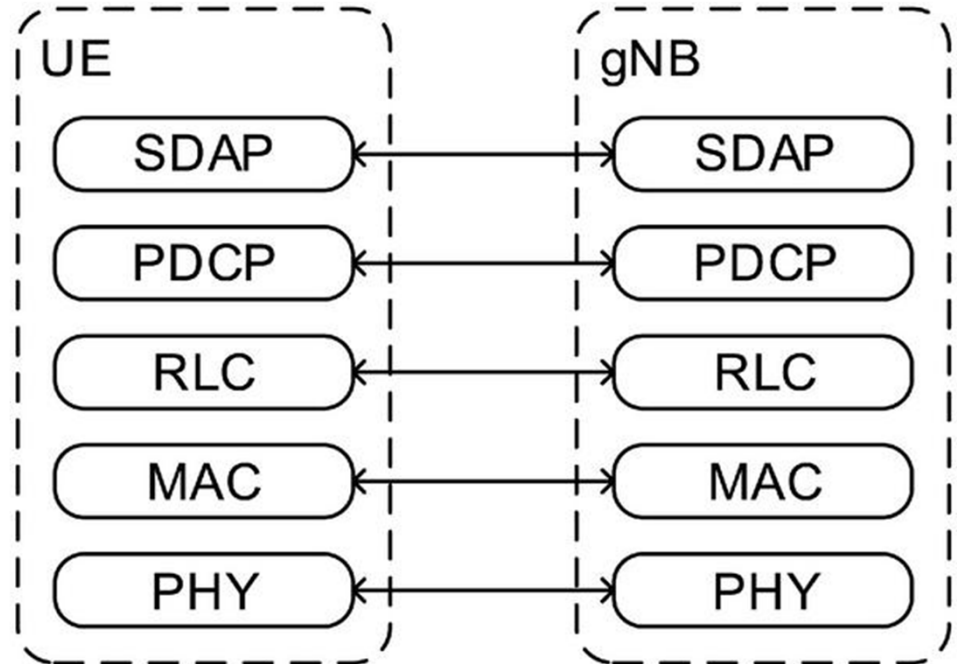 UE
gNB
SDAP
SDAP
PDCP
PDCP
RLC
RLC
MAC
MAC
PHY
PHY